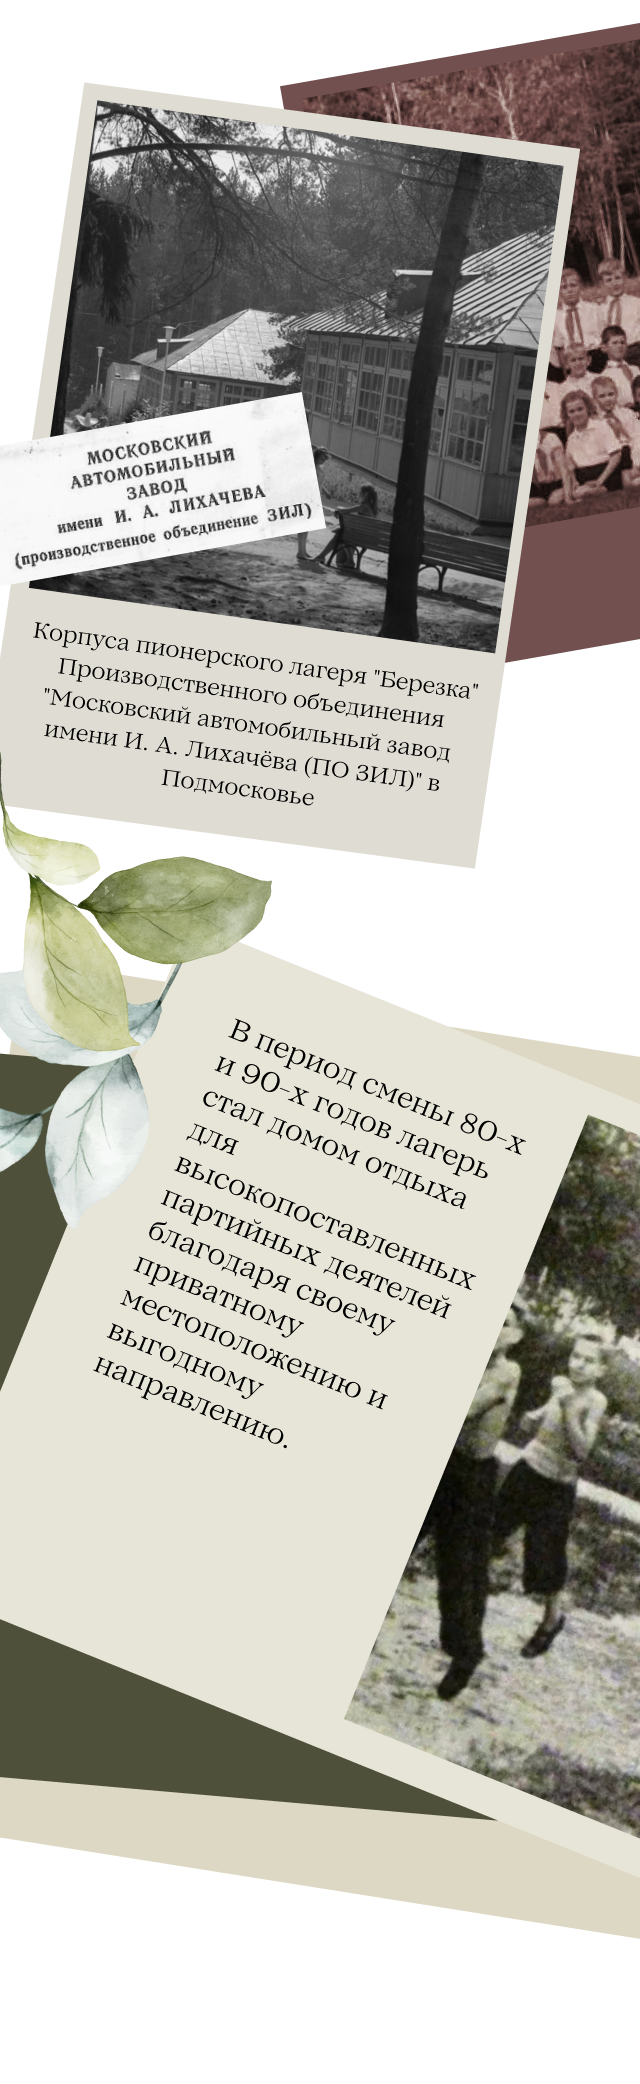 МОСКОВСКИЙ
АВТОМОБИЛЬНЫЙ
ЗАВОД
имени И. А. ЛИХАЧЕВА
(производственное объединение ЗИЛ)
Корпуса пионерского лагеря "Березка"
Производственного объединения
"Московский автомобильный завод
имени И. А. Лихачёва (ПО ЗИЛ)" в
Подмосковье
В период смены 80-х
и 90-х годов лагерь
стал домом отдыха
для
высокопоставленных
партийных деятелей
благодаря своему
приватному
местоположению и
выгодному
направлению.